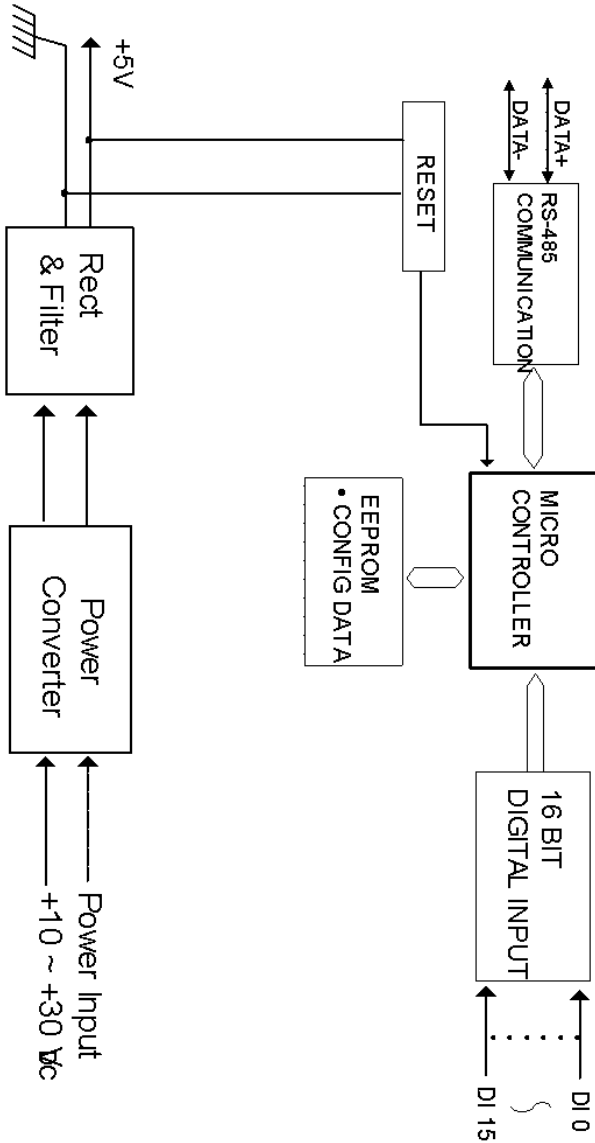 DATA+
DATA-
RS-485
COMMUNICATION
MICRO
CONTROLLER
16 BIT
DIGITAL INPUT
DI 0
DI 15
RESET
EEPROM
• CONFIG DATA
+5V
Rect
& Filter
Power
Converter
Power Input
+10 ~ +30 Vdc